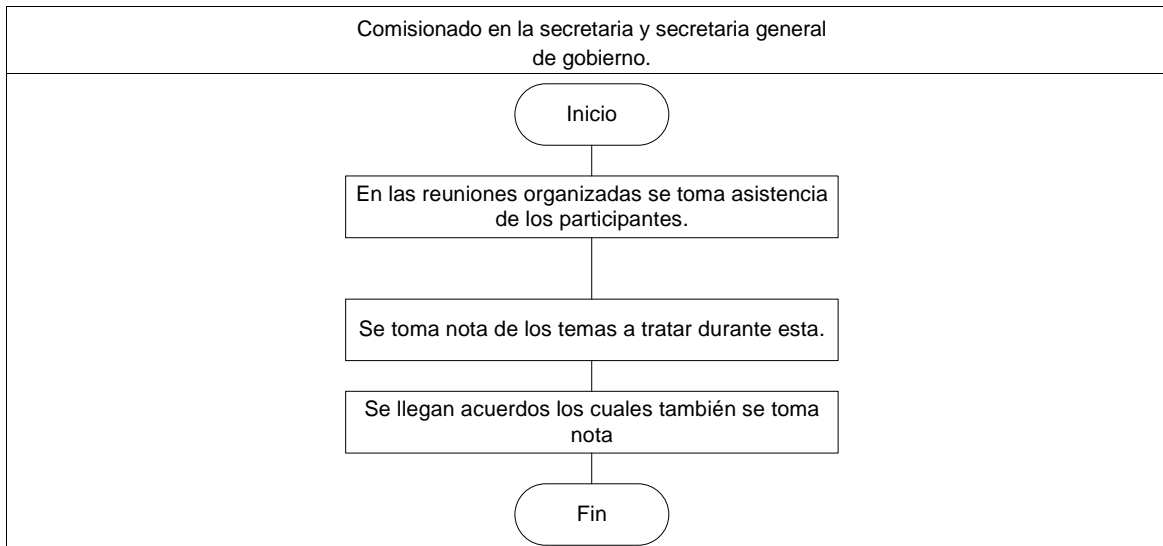 Comisionado en la secretaria y secretaria general
de gobierno.
Inicio
En las reuniones organizadas se toma asistencia
de los participantes.
Se toma nota de los temas a tratar durante esta.
Se llegan acuerdos los cuales también se toma
nota
Fin